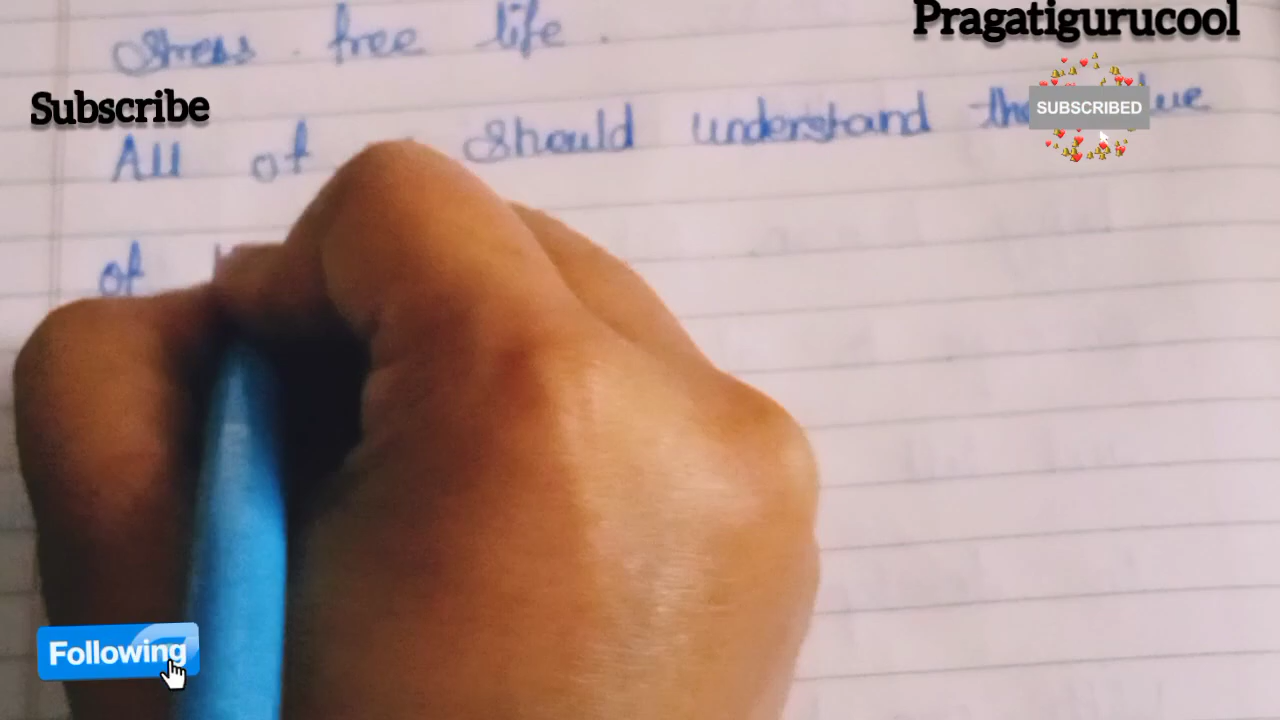 Pragatigurucool
stress free life .
Subscribe
SUBSCRIBED
All of should understand
of
Following